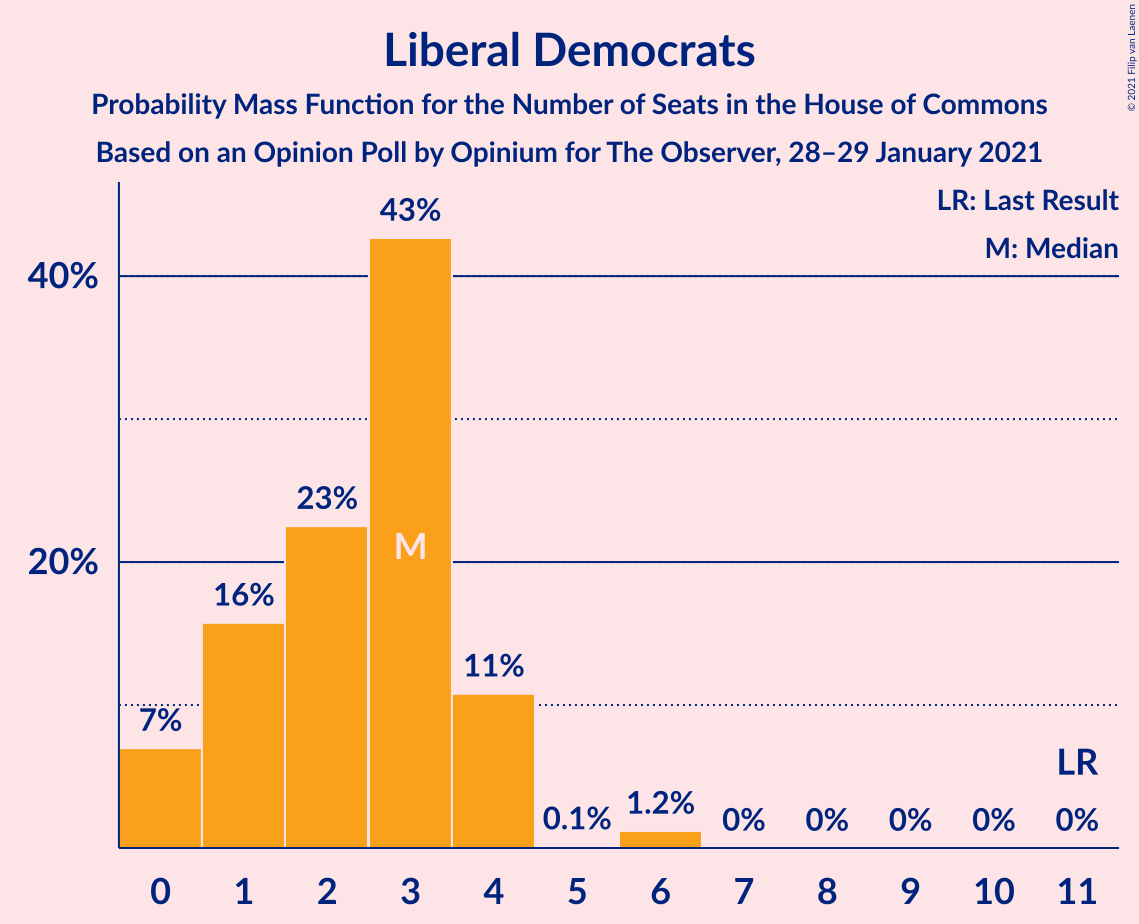 Liberal Democrats
Probability Mass Function for the Number of Seats in the House of Commons
Based on an Opinion Poll by Opinium for The Observer, 28–29 January 2021
© 2021 Filip van Laenen
LR: Last Result
M: Median
43%
40%
23%
M
20%
16%
11%
7%
LR
0.1% 1.2% 0% 0% 0% 0% 0%
0 1 2 3 4 5 6 7 8 9 10 11